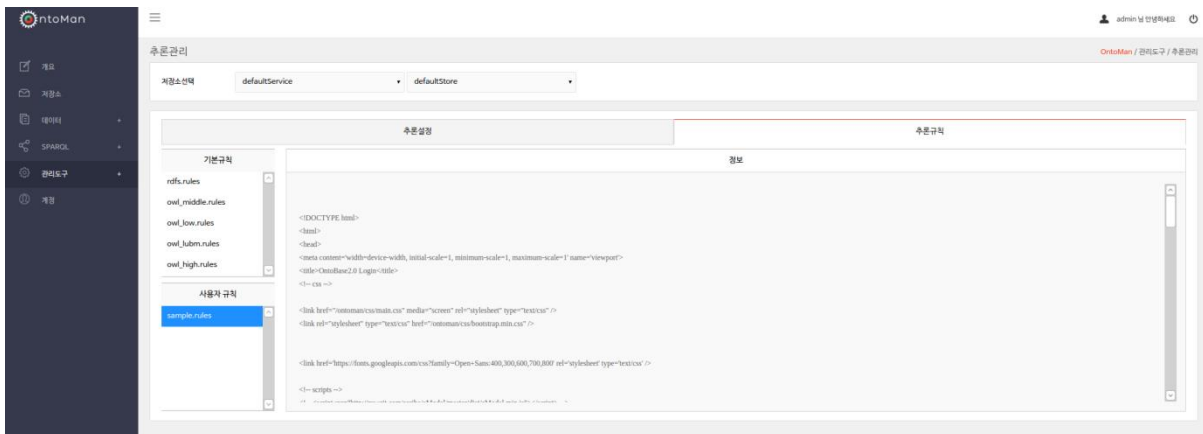 OntoMan
admin 님 안녕하세요
추론관리
OntoMan / 관리도구 / 추론관리
개요
저장소
데이터 +
SPARQL +
관리도구 +
계정
저장소선택 defaultService defaultStore
추론설정 추론규칙
기본규칙
rdfs.rules
owl_middle.rules
owl_low.rules
owl_lubm.rules
owl_high.rules
사용자 규칙
sample.rules
정보
<!DOCTYPE html>
<html>
<head>
<meta content='width=device-width, initial-scale=1, minimum-scale=1, maximum-scale=1' name='viewport'>
<title>OntoBase2.0 Login</title>
<!-- css -->
<link href="/ontoman/css/main.css" media="screen" rel="stylesheet" type="text/css" />
<link rel="stylesheet" type="text/css" href="/ontoman/css/bootstrap.min.css" />
<link href='https://fonts.googleapis.com/css?family=Open+Sans:400,300,600,700,800' rel='stylesheet' type='text/css' />
<!-- scripts -->